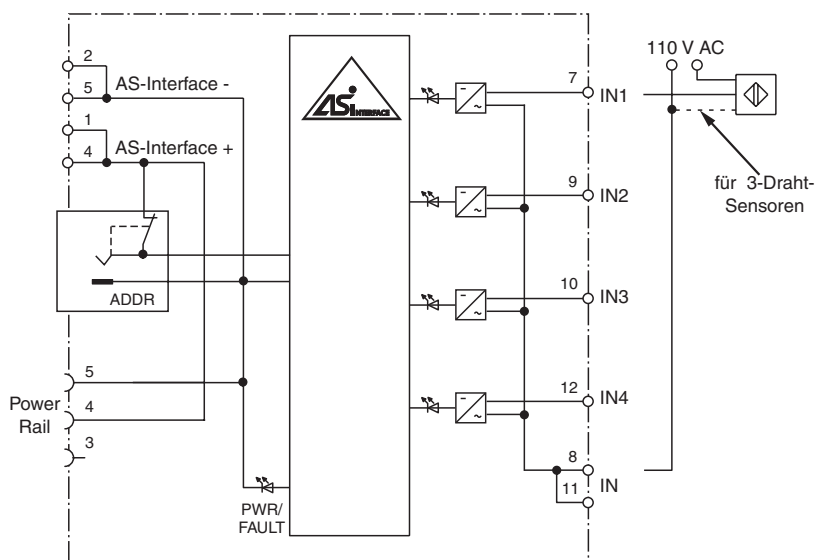 2
5
AS-Interface -
1
4
AS-Interface +
ADDR
5
Power
Rail
4
3
PWR/
FAULT
ASi
INTERFACE
-
~
7
IN1
-
~
9
IN2
-
~
10
IN3
-
~
12
IN4
8
11
IN
110 V AC
für 3-Draht-
Sensoren